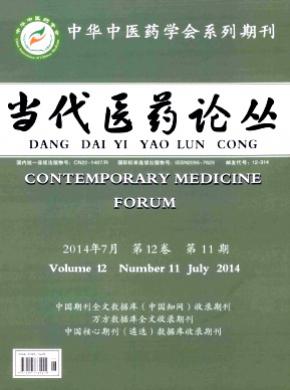 中华中医药学会系列期刊
当代医药论丛
DANG DAI YI YAO LUN CONG
CONTEMPORARY MEDICINE
FORUM
2014年7月 第12卷 第11期
Volume 12 Number 11 July 2014
中国期刊全文数据库（中国知网）收录期刊
万方数据库全文收录期刊
中国核心期刊（遴选）数据库收录期刊